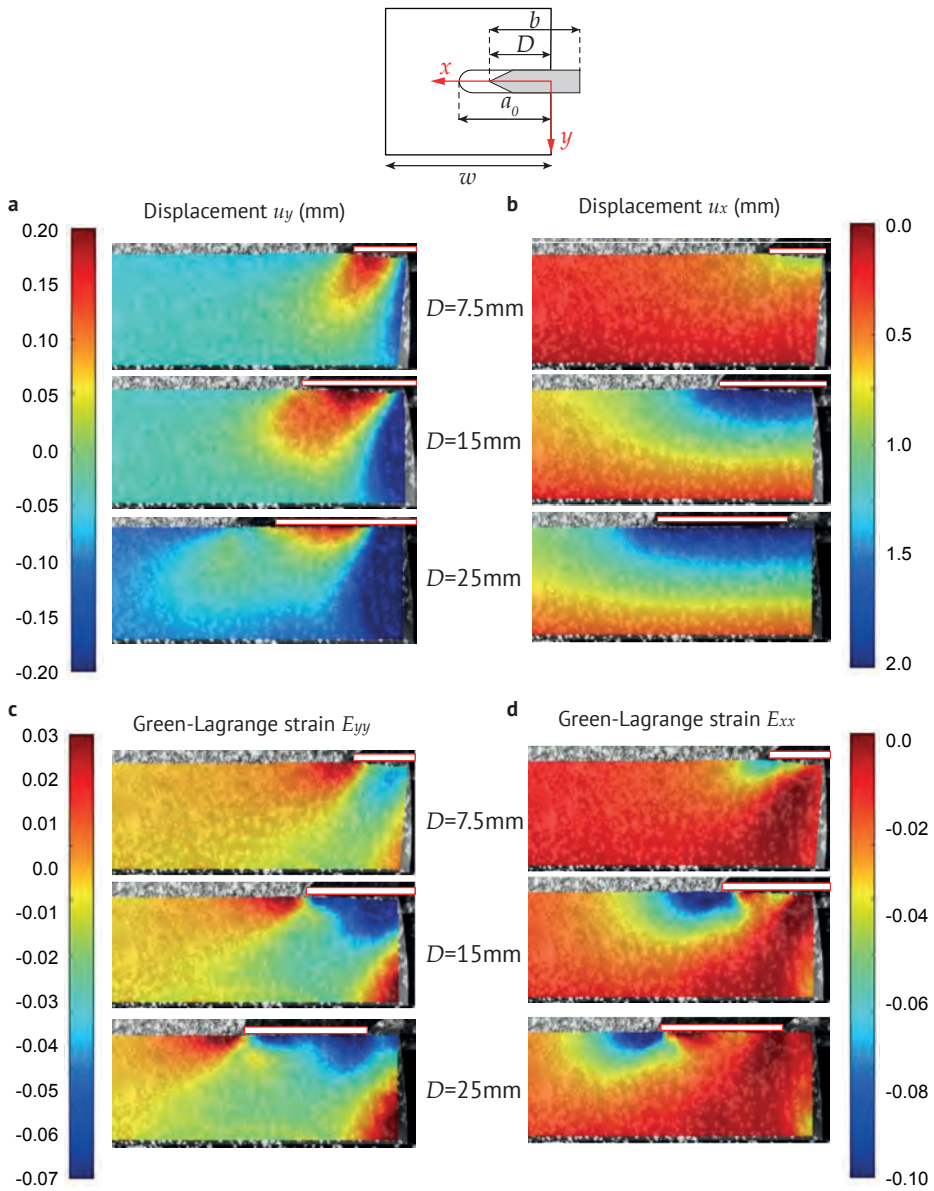 b
D
x
a0
y
w
a
Displacement uy (mm)
b
Displacement ux (mm)
0.20
0.15
0.10
0.0
-0.05
-0.10
-0.15
-0.20
D=7.5mm
D=15mm
D=25mm
0.0
0.5
1.0
1.5
2.0
c
Green-Lagrange strain Eyy
d
Green-Lagrange strain Exx
0.03
0.02
0.01
0.0
-0.01
-0.03
-0.04
-0.05
-0.06
-0.07
D=7.5mm
D=15mm
D=25mm
0.0
-0.02
-0.04
-0.06
-0.08
-0.10